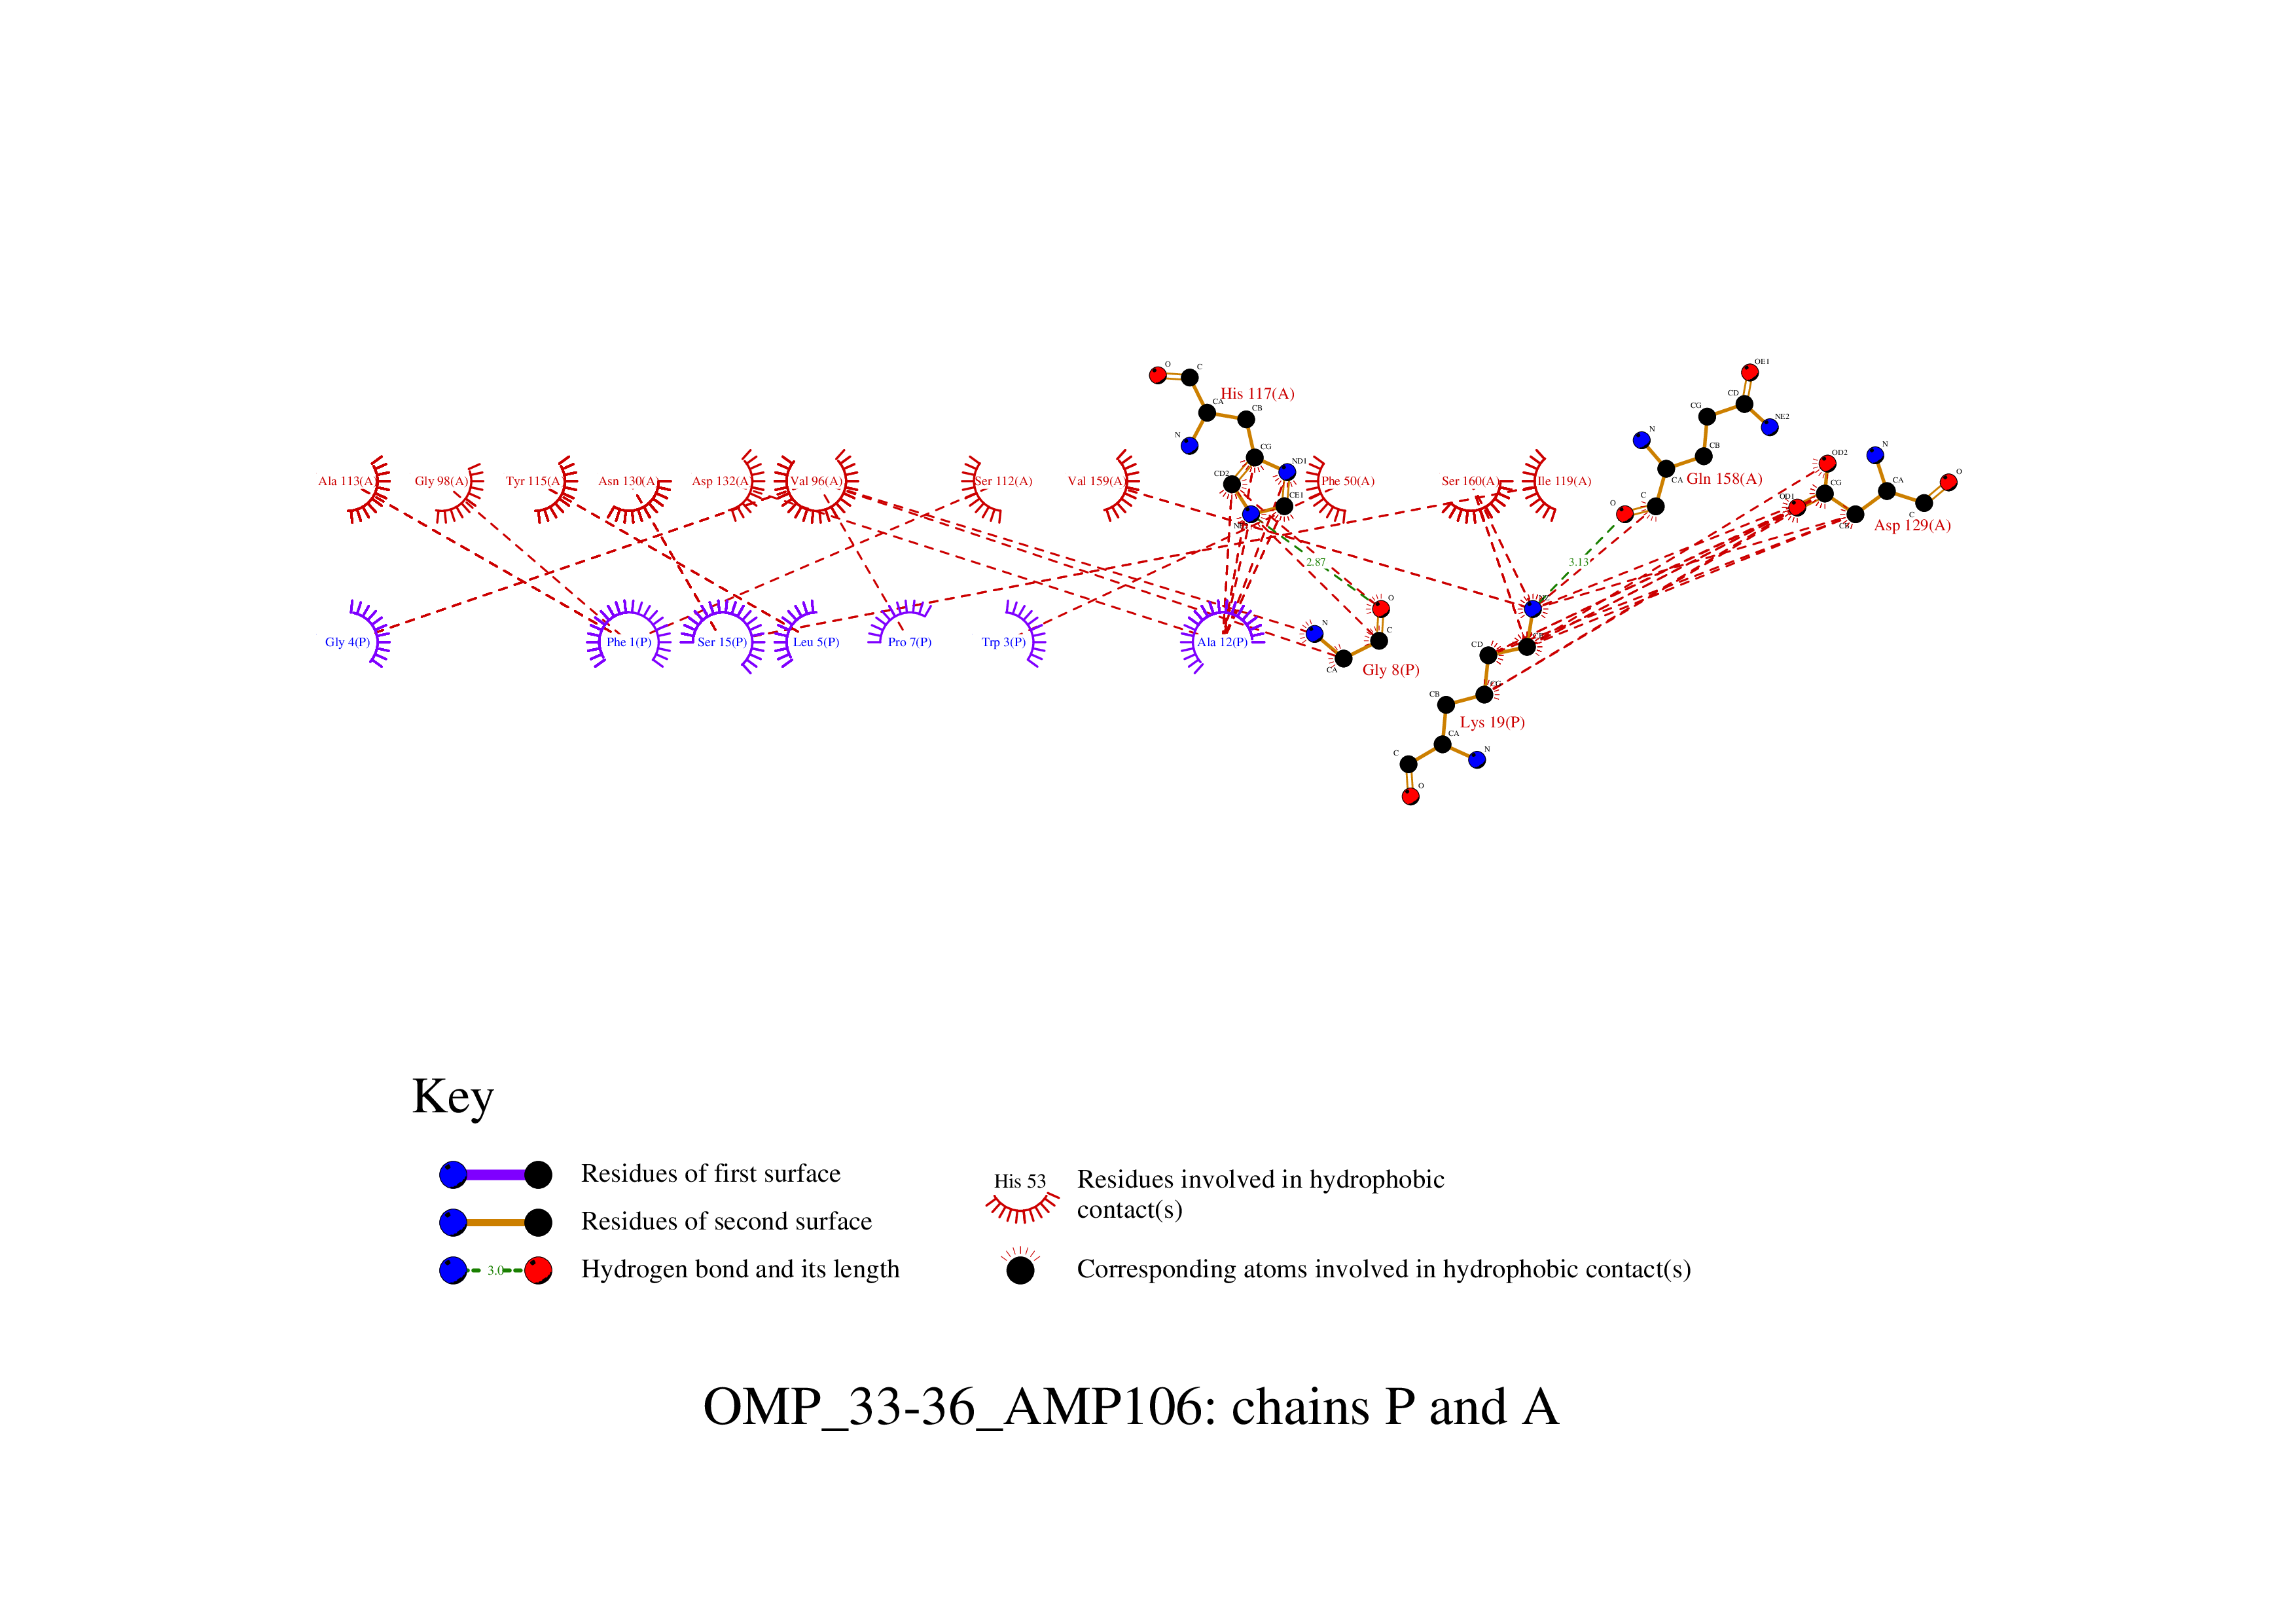 O C
His 117(A)
CA CB
N
CG
ND1
CD2
CE1
OE1
CD
CG
NE2
N
CB
CA
Gln 158(A)
C
O
OD2
N
CG
CA
O
OD1
CB
C
Asp 129(A)
Ala 113(A) Gly 98(A) Tyr 115(A) Asn 130(A) Asp 132(A) Val 96(A) Ser 112(A) Val 159(A) Phe 50(A) Ser 160(A) Ile 119(A)
2.87
3.13
Gly 4(P) Phe 1(P) Ser 15(P) Leu 5(P) Pro 7(P) Trp 3(P) Ala 12(P)
N
O
C
CA
Gly 8(P)
CD
CG
CB
Lys 19(P)
CA
N
C
O
Key
Residues of first surface
Residues of second surface
3.0
Hydrogen bond and its length
His 53
Residues involved in hydrophobic
contact(s)
Corresponding atoms involved in hydrophobic contact(s)
OMP_33-36_AMP106: chains P and A